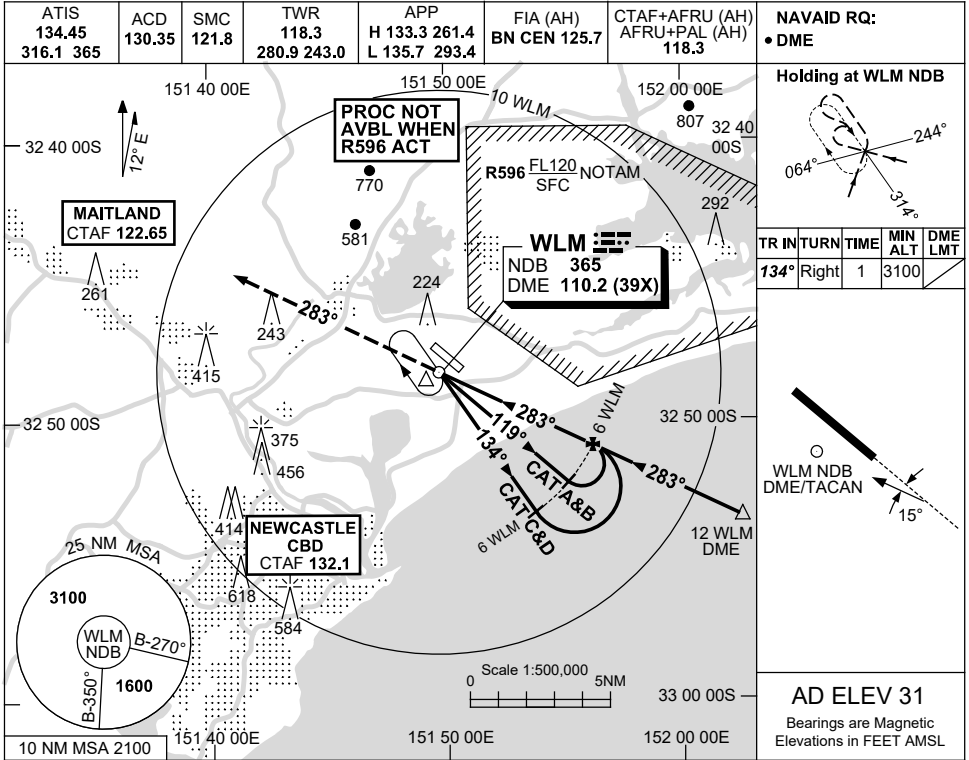 ATIS
134.45
316.1 365
ACD
130.35
SMC
121.8
TWR
118.3
280.9 243.0
APP
H 133.3 261.4
L 135.7 293.4
FIA (AH)
BN CEN 125.7
CTAF+AFRU (AH)
AFRU+PAL (AH)
118.3
NAVAID RQ:
• DME
151 40 00E
151 50 00E
152 00 00E
10 WLM
PROC NOT
AVBL WHEN
R596 ACT
807
32 40
00S
32 40 00S
12° E
770
R596 FL120 NOTAM
SFC
MAITLAND
CTAF 122.65
581
292
WLM
NDB 365
DME 110.2 (39X)
261
224
283°
243
415
32 50 00S
32 50 00S
283°
6 WLM
119°
134°
CAT A&B
CAT C&D
283°
375
456
6 WLM
12 WLM
DME
414
NEWCASTLE
CBD
CTAF 132.1
618
584
25 NM MSA
3100
WLM
NDB
B-270°
B-350°
1600
Scale 1:500,000
0
5NM
33 00 00S
10 NM MSA 2100
151 40 00E
151 50 00E
152 00 00E
Holding at WLM NDB
244°
064°
314°
TR IN TURN TIME MIN ALT DME LMT
134° Right 1 3100
WLM NDB
DME/TACAN
15°
AD ELEV 31
Bearings are Magnetic
Elevations in FEET AMSL